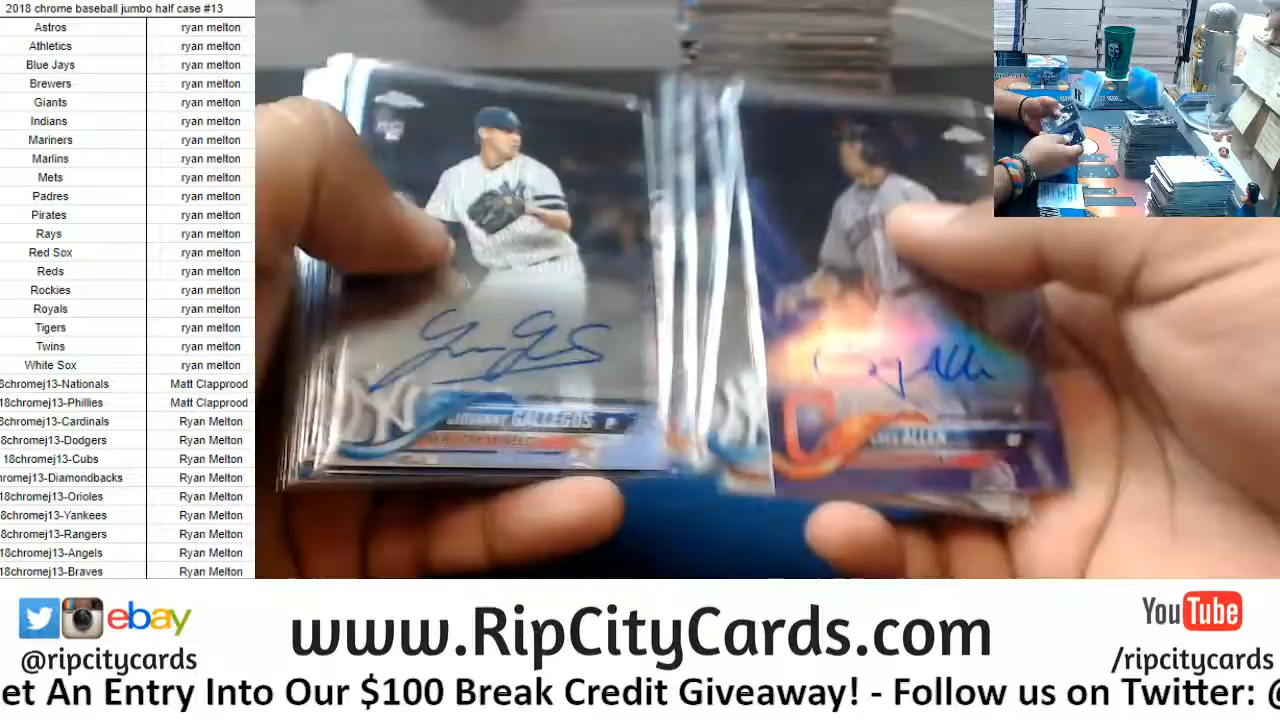 2018 chrome baseball jumbo half case #13
Astros ryan melton
Athletics ryan melton
Blue Jays ryan melton
Brewers ryan melton
Giants ryan melton
Indians ryan melton
Mariners ryan melton
Marlins ryan melton
Mets ryan melton
Padres ryan melton
Pirates ryan melton
Rays ryan melton
Red Sox ryan melton
Reds ryan melton
Rockies ryan melton
Royals ryan melton
Tigers ryan melton
Twins ryan melton
White Sox ryan melton
8chromej13-Nationals Matt Clapprood
18chromej13-Phillies Matt Clapprood
8chromej13-Cardinals Ryan Melton
8chromej13-Dodgers Ryan Melton
18chromej13-Cubs Ryan Melton
romej13-Diamondbacks Ryan Melton
18chromej13-Orioles Ryan Melton
8chromej13-Yankees Ryan Melton
8chromej13-Rangers Ryan Melton
18chromej13-Angels Ryan Melton
18chromej13-Braves Ryan Melton
NY
GALLEGOS P
C
ALLEN
ebay
@ripcitycards
www.RipCityCards.com
YouTube
/ripcitycards
et An Entry Into Our $100 Break Credit Giveaway! - Follow us on Twitter: @